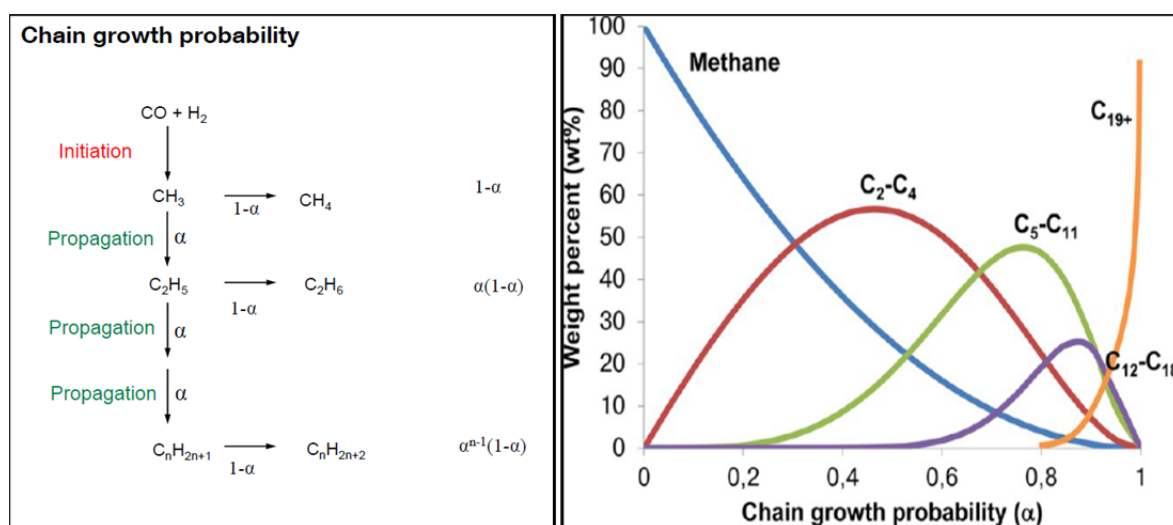 Chain growth probability
CO + H₂
Initiation
CH₃
1-α
CH₄
1-α
Propagation
α
C₂H₅
1-α
C₂H₆
α(1-α)
Propagation
α
Propagation
α
CₙH₂ₙ₊₁
1-α
CₙH₂ₙ₊₂
αⁿ⁻¹(1-α)
Weight percent (wt%)
100
90
80
70
60
50
40
30
20
10
0
Methane
C₂-C₄
C₅-C₁₁
C₁₉₊
C₁₂-C₁₈
0
0,2
0,4
0,6
0,8
1
Chain growth probability (α)